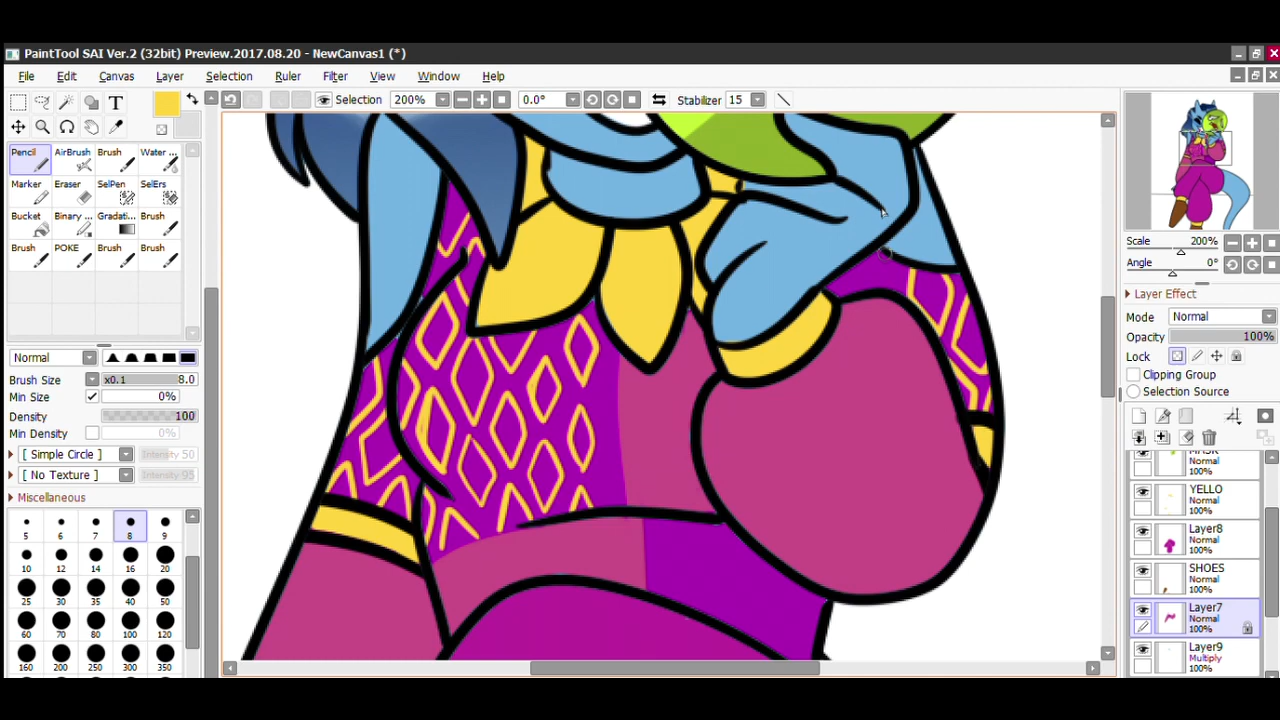 PaintTool SAI Ver.2 (32bit) Preview.2017.08.20 - NewCanvas1 (*)
File Edit Canvas Layer Selection Ruler Filter View Window Help
T
Selection 200% 0.0° Stabilizer 15
Pencil AirBrush Brush Water ...
Marker Eraser SelPen SelErs
Bucket Binary ... Gradati... Brush
Brush POKE Brush Brush
Normal
Brush Size x0.1 8.0
Min Size 0%
Density 100
Min Density 0%
[ Simple Circle ] Intensity 50
[ No Texture ] Intensity 95
Miscellaneous
5 6 7 8 9
10 12 14 16 20
25 30 35 40 50
60 70 80 100 120
160 200 250 300 350
Scale 200%
Angle 0°
Layer Effect
Mode Normal
Opacity 100%
Lock
Clipping Group
Selection Source
MASK
Normal
100%
YELLO
Normal
100%
Layer8
Normal
100%
SHOES
Normal
100%
Layer7
Normal
100%
Layer9
Multiply
100%